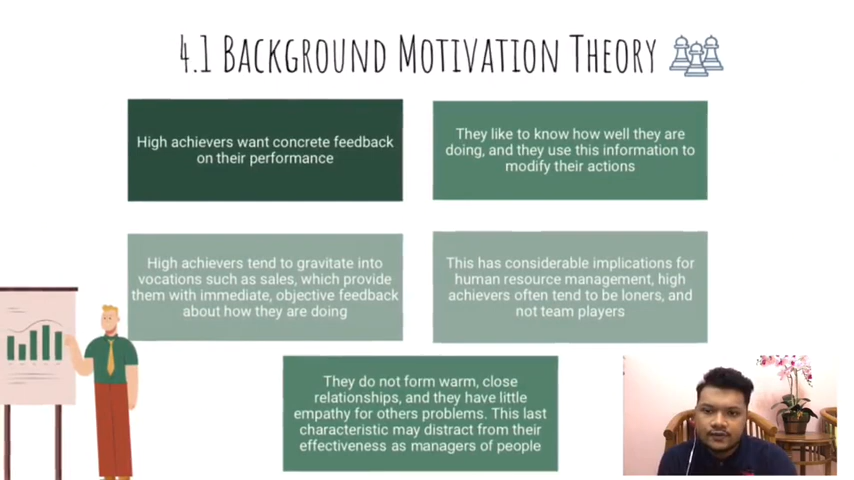 4.1 Background Motivation Theory
High achievers want concrete feedback
on their performance
They like to know how well they are
doing, and they use this information to
modify their actions
High achievers tend to gravitate into
vocations such as sales, which provide
them with immediate, objective feedback
about how they are doing
This has considerable implications for
human resource management, high
achievers often tend to be loners, and
not team players
They do not form warm, close
relationships, and they have little
empathy for others problems. This last
characteristic may distract from their
effectiveness as managers of people